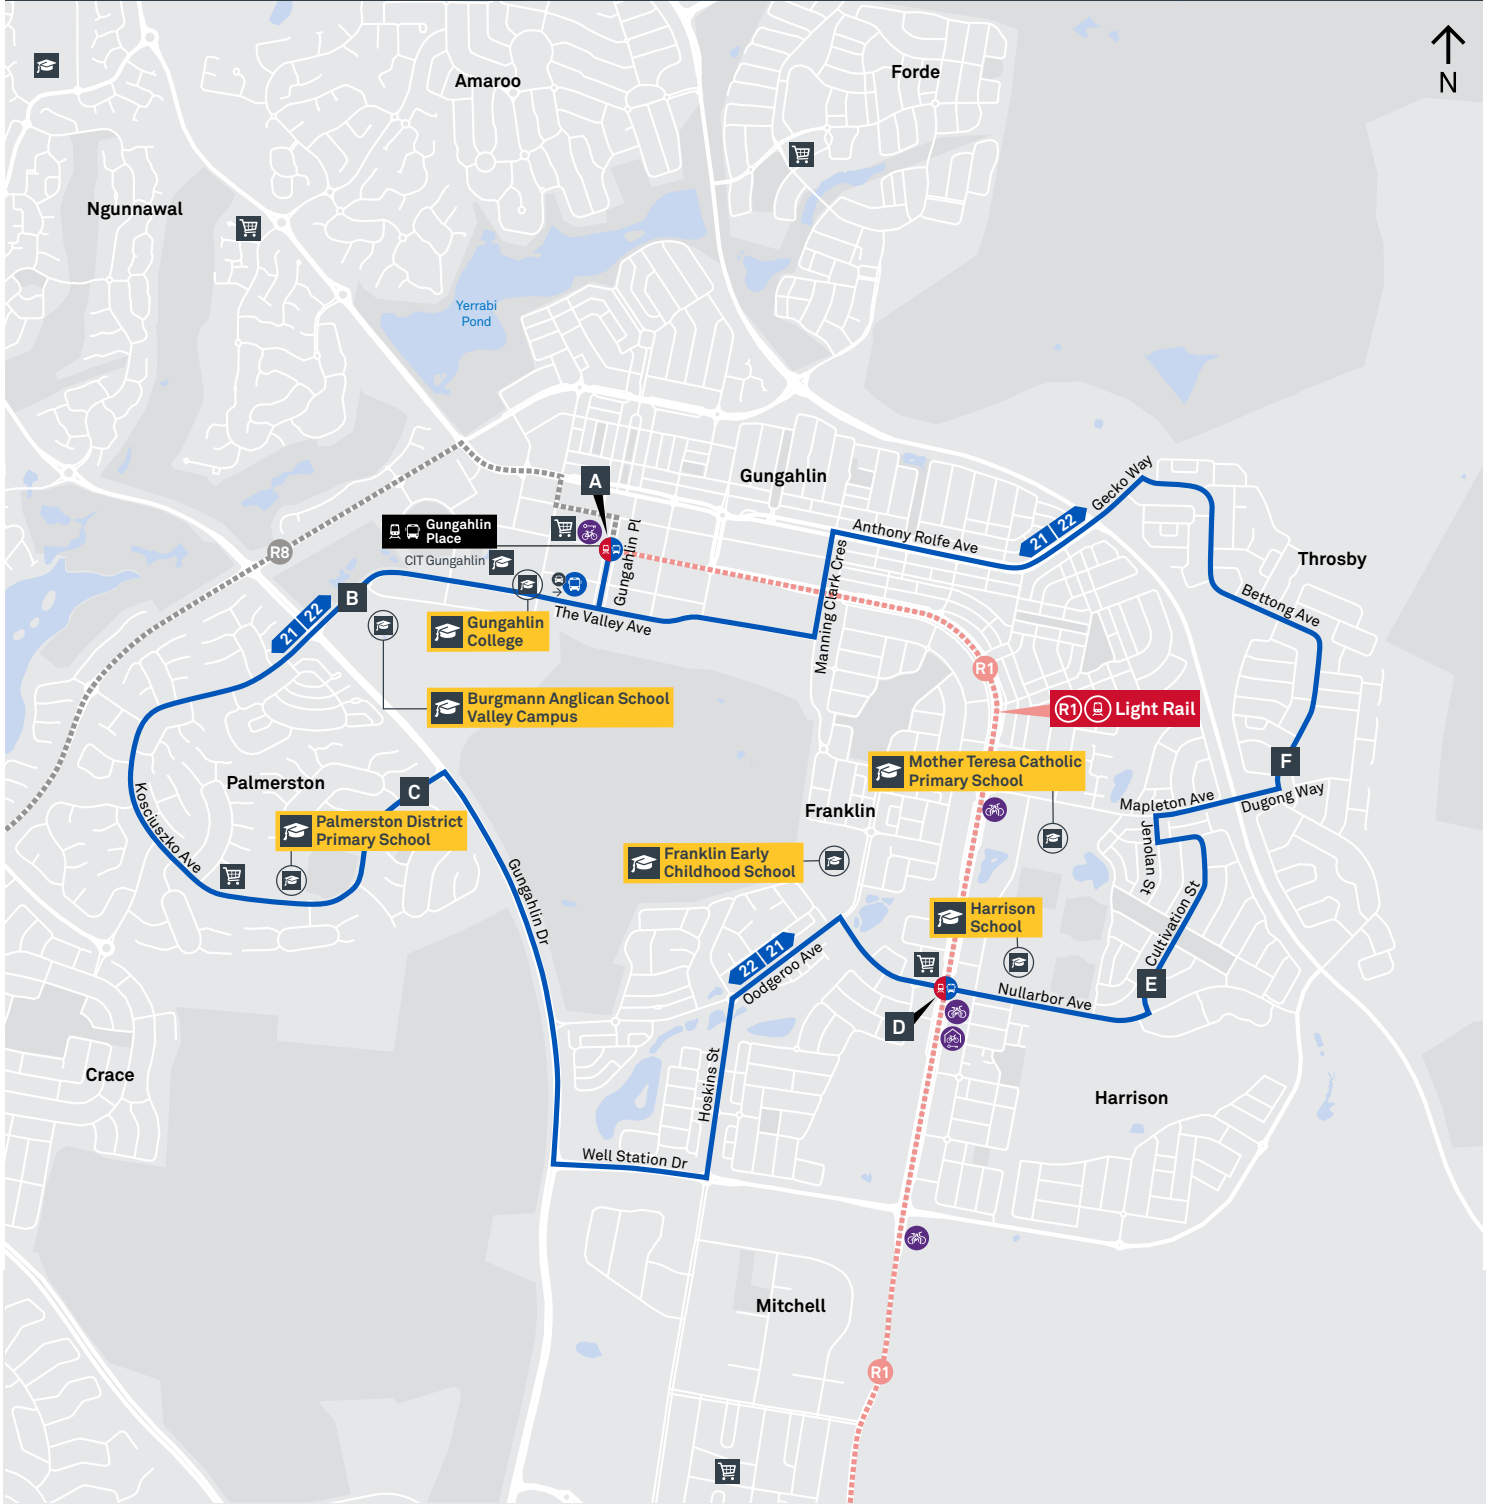 N
Amaroo
Forde
Ngunnawal
Yerrabi
Pond
Gungahlin
A
Gecko Way
21 22
Gungahlin
Place
Gungahlin Pl
Anthony Rolfe Ave
R8
CIT Gungahlin
Throsby
Manning Clark Cres
B
21 22
Bettong Ave
Gungahlin
College
The Valley Ave
R1
Burgmann Anglican School
Valley Campus
R1 Light Rail
Palmerston
C
Mother Teresa Catholic
Primary School
F
Kosciuszko Ave
Franklin
Mapleton Ave
Dugong Way
Palmerston District
Primary School
Jenolan St
Franklin Early
Childhood School
Gungahlin Dr
Harrison
School
Cultivation St
22 21
Oodgeroo Ave
E
Nullarbor Ave
D
Crace
Hoskins St
Harrison
Well Station Dr
Mitchell
R1